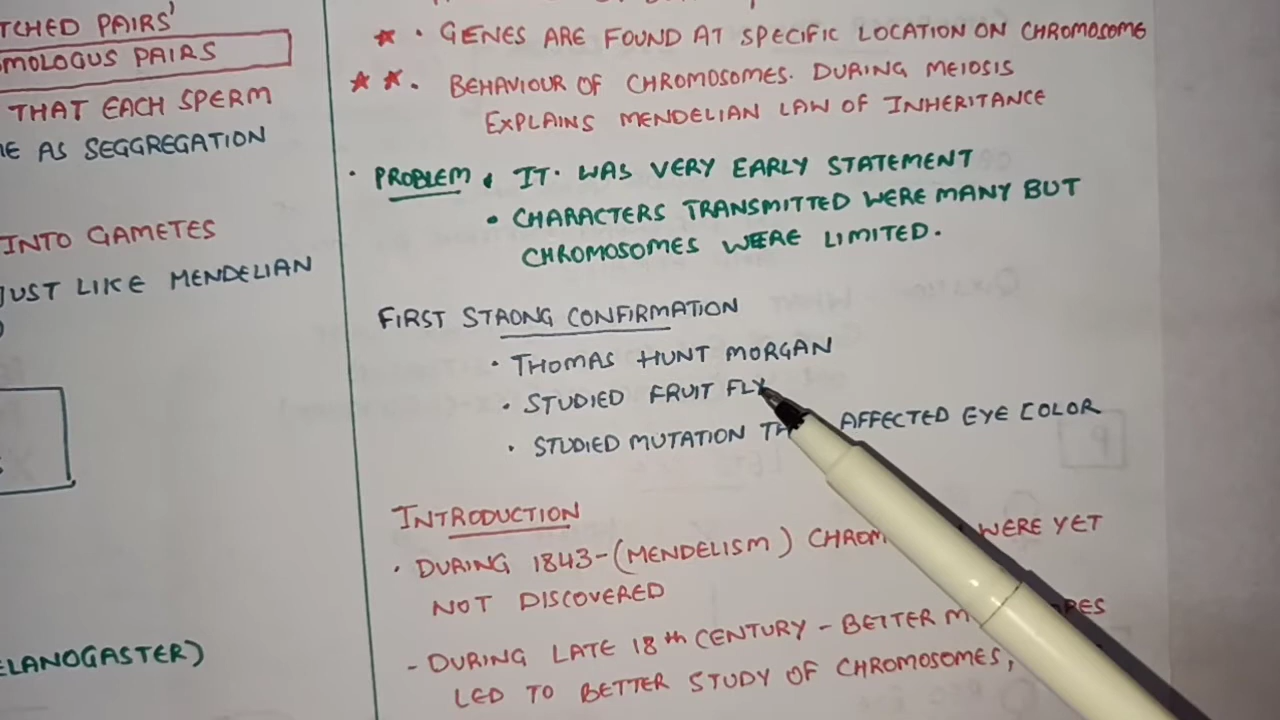 TCHED PAIRS'
MOLOGUS PAIRS
THAT EACH SPERM
AS SEGGREGATION
INTO GAMETES
JUST LIKE MENDELIAN
ELANOGASTER)
★ • GENES ARE FOUND AT SPECIFIC LOCATION ON CHROMOSOME
★ ★ • BEHAVIOUR OF CHROMOSOMES. DURING MEIOSIS
EXPLAINS MENDELIAN LAW OF INHERITANCE
• PROBLEM • IT. WAS VERY EARLY STATEMENT
• CHARACTERS TRANSMITTED WERE MANY BUT
CHROMOSOMES WERE LIMITED.
FIRST STRONG CONFIRMATION
• THOMAS HUNT MORGAN
• STUDIED FRUIT FLY
• STUDIED MUTATION TH AFFECTED EYE COLOR
INTRODUCTION
• DURING 1843-(MENDELISM) CHROM WERE YET
NOT DISCOVERED
- DURING LATE 18th CENTURY - BETTER M
LED TO BETTER STUDY OF CHROMOSOMES,